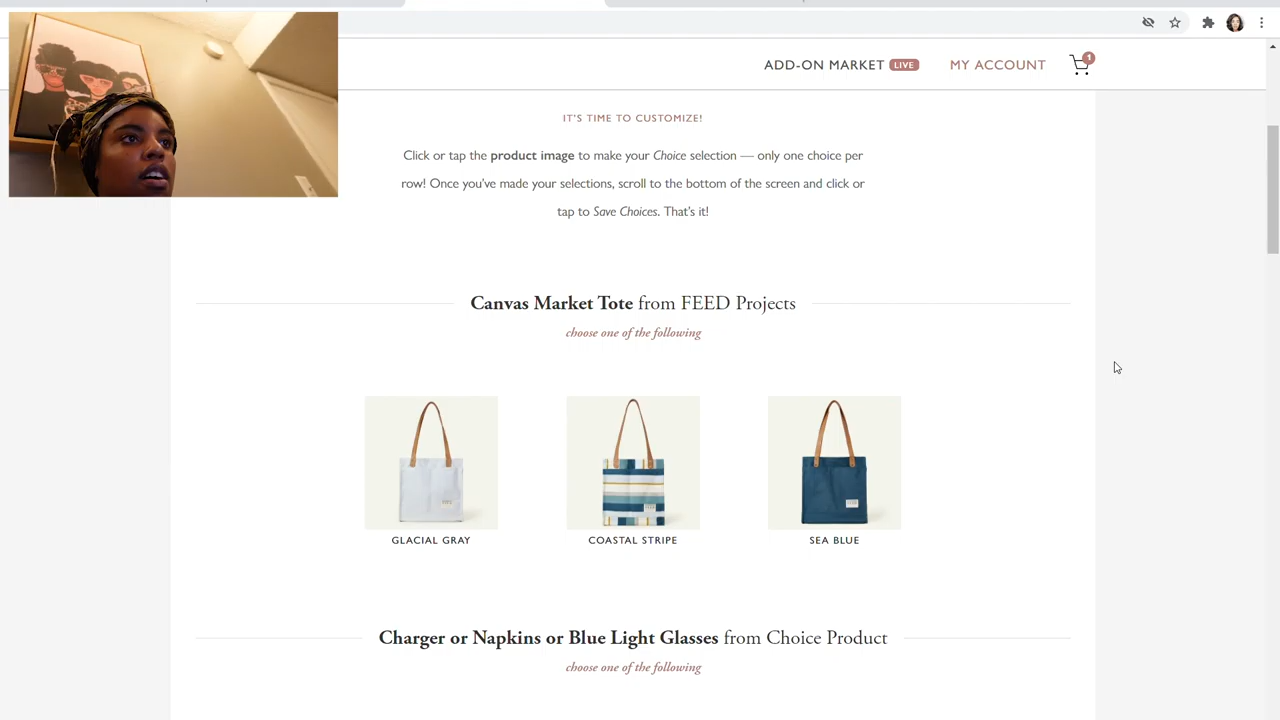 ADD-ON MARKET LIVE MY ACCOUNT 1
IT'S TIME TO CUSTOMIZE!
Click or tap the product image to make your Choice selection — only one choice per
row! Once you've made your selections, scroll to the bottom of the screen and click or
tap to Save Choices. That's it!
Canvas Market Tote from FEED Projects
choose one of the following
FEED FEED FEED
GLACIAL GRAY COASTAL STRIPE SEA BLUE
Charger or Napkins or Blue Light Glasses from Choice Product
choose one of the following